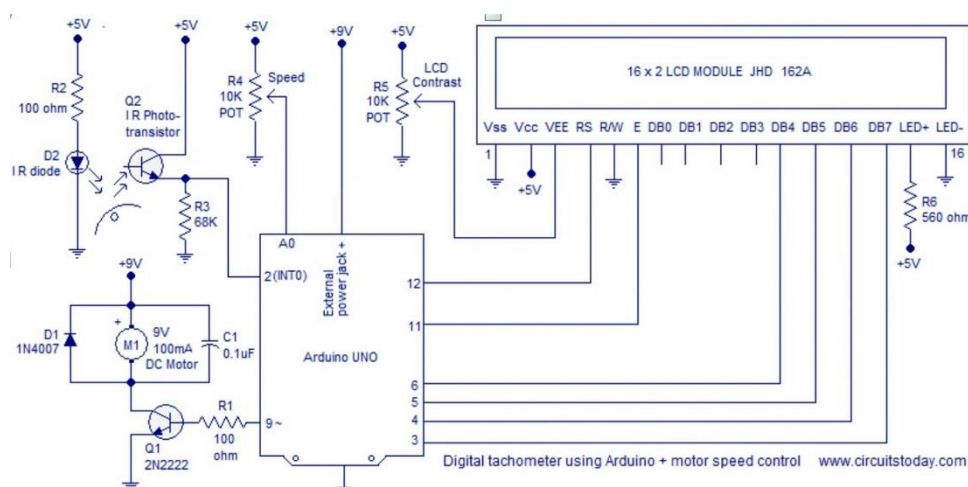 +5V
+5V
+5V
+9V
+5V
R2
100 ohm
Q2
I R Photo-
transistor
R4
10K
POT
Speed
R5
10K
POT
LCD
Contrast
16 x 2 LCD MODULE JHD 162A
Vss Vcc VEE RS R/W E DB0 DB1 DB2 DB3 DB4 DB5 DB6 DB7 LED+ LED-
1
16
+5V
D2
I R diode
R3
68K
R6
560 ohm
+5V
A0
2 (INT0)
External
power jack +
12
11
+9V
D1
1N4007
+
M1
9V
100mA
DC Motor
C1
0.1uF
Arduino UNO
6
5
4
3
R1
100
ohm
9~
Q1
2N2222
Digital tachometer using Arduino + motor speed control www.circuitstoday.com